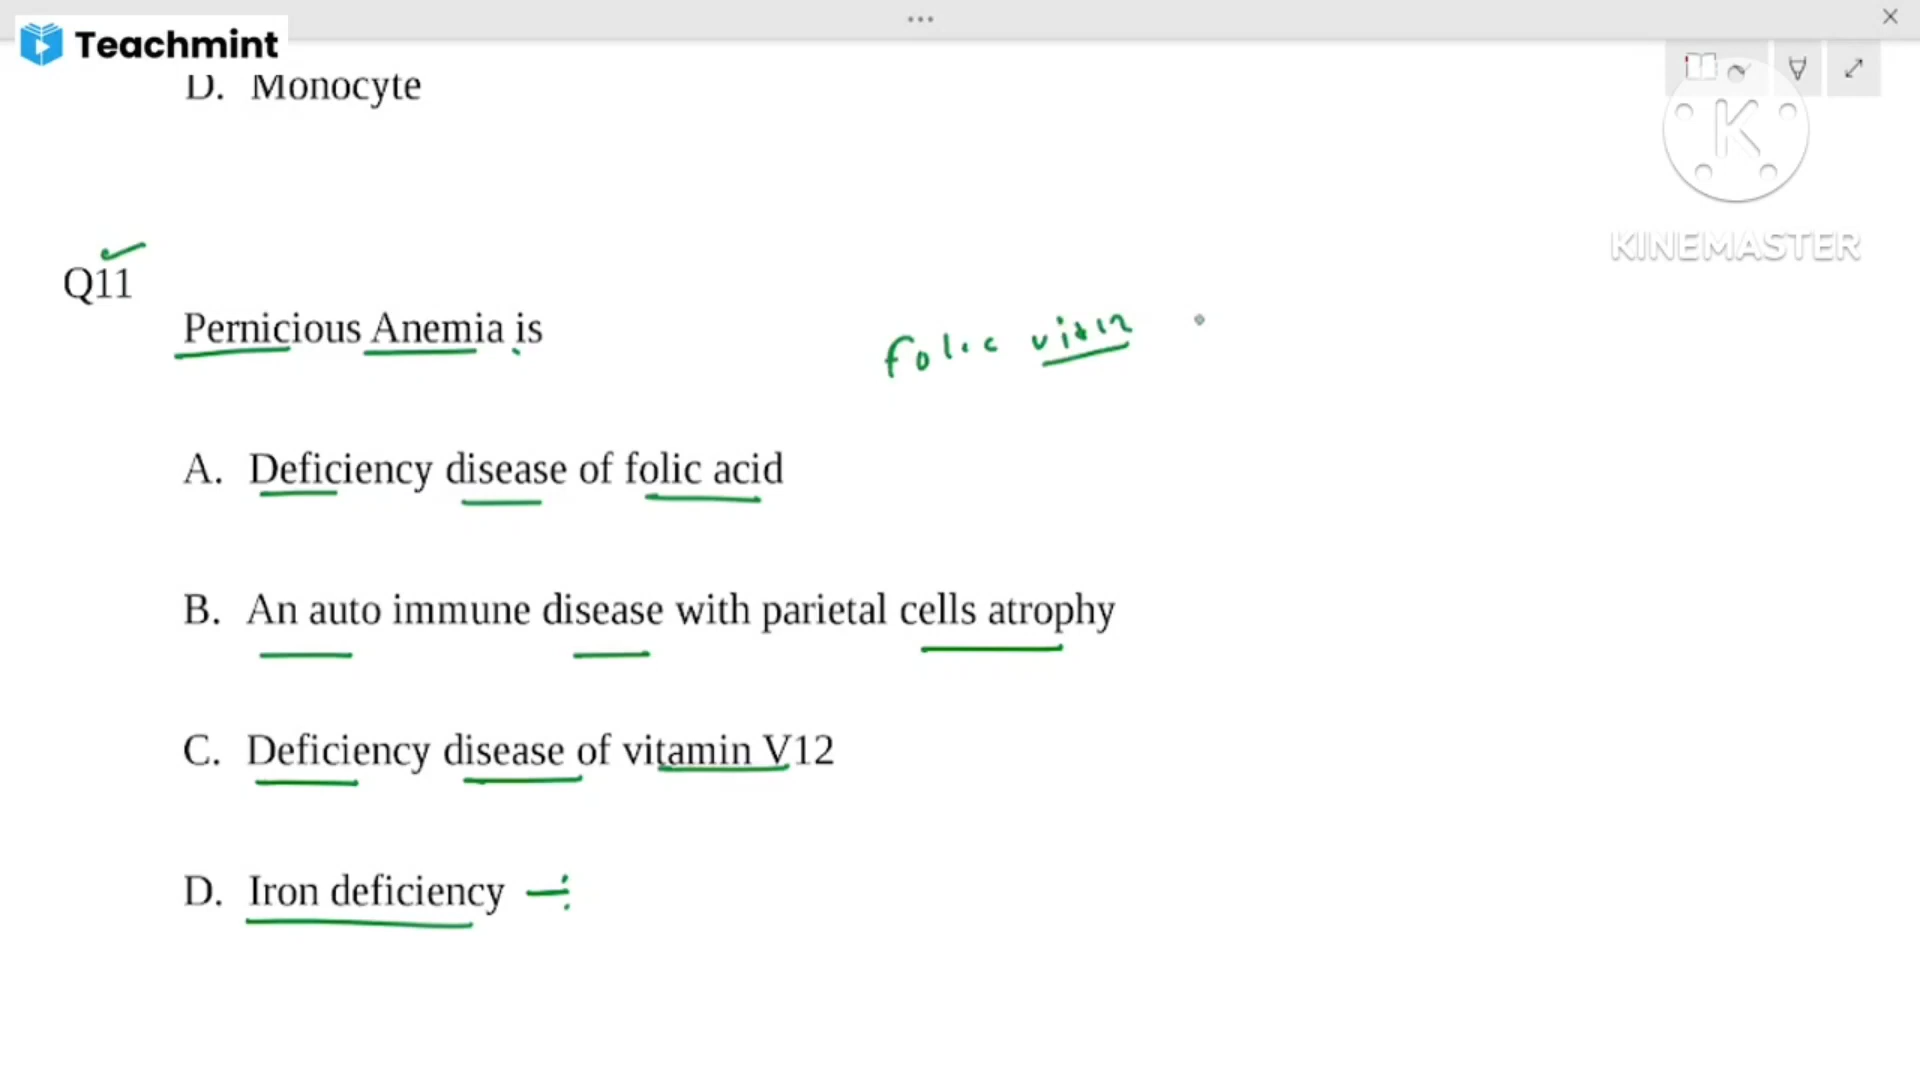 Teachmint
D. Monocyte
KINEMASTER
Q11
Pernicious Anemia is
Folic vit12
A. Deficiency disease of folic acid
B. An auto immune disease with parietal cells atrophy
C. Deficiency disease of vitamin V12
D. Iron deficiency